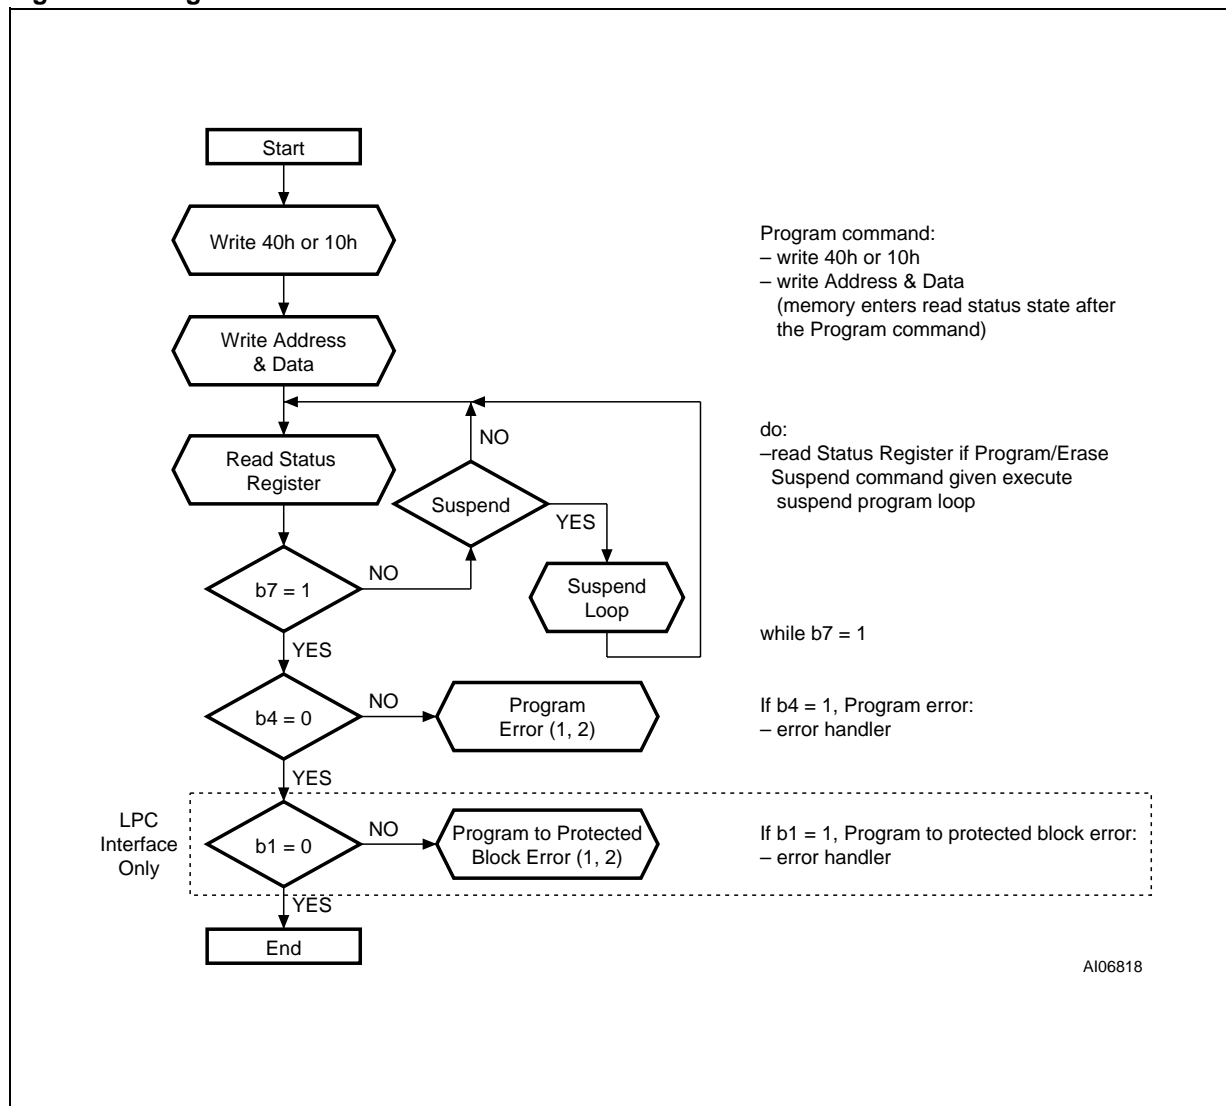 Start
Write 40h or 10h
Program command:
– write 40h or 10h
– write Address & Data
(memory enters read status state after
the Program command)
Write Address
& Data
do:
–read Status Register if Program/Erase
Suspend command given execute
suspend program loop
NO
Read Status
Register
Suspend
YES
NO
b7 = 1
Suspend
Loop
while b7 = 1
YES
NO
b4 = 0
Program
Error (1, 2)
If b4 = 1, Program error:
– error handler
YES
LPC
Interface
Only
NO
b1 = 0
Program to Protected
Block Error (1, 2)
If b1 = 1, Program to protected block error:
– error handler
YES
End
AI06818